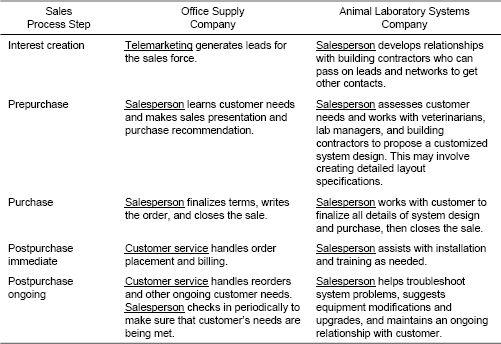 Sales Process Step
Office Supply Company
Animal Laboratory Systems Company
Interest creation
Telemarketing generates leads for
the sales force.
Salesperson develops relationships
with building contractors who can
pass on leads and networks to get
other contacts.
Prepurchase
Salesperson learns customer needs
and makes sales presentation and
purchase recommendation.
Salesperson assesses customer
needs and works with veterinarians,
lab managers, and building
contractors to propose a customized
system design. This may involve
creating detailed layout
specifications.
Purchase
Salesperson finalizes terms, writes
the order, and closes the sale.
Salesperson works with customer to
finalize all details of system design
and purchase, then closes the sale.
Postpurchase
immediate
Customer service handles order
placement and billing.
Salesperson assists with installation
and training as needed.
Postpurchase
ongoing
Customer service handles reorders
and other ongoing customer needs.
Salesperson checks in periodically to
make sure that customer's needs are
being met.
Salesperson helps troubleshoot
system problems, suggests
equipment modifications and
upgrades, and maintains an ongoing
relationship with customer.